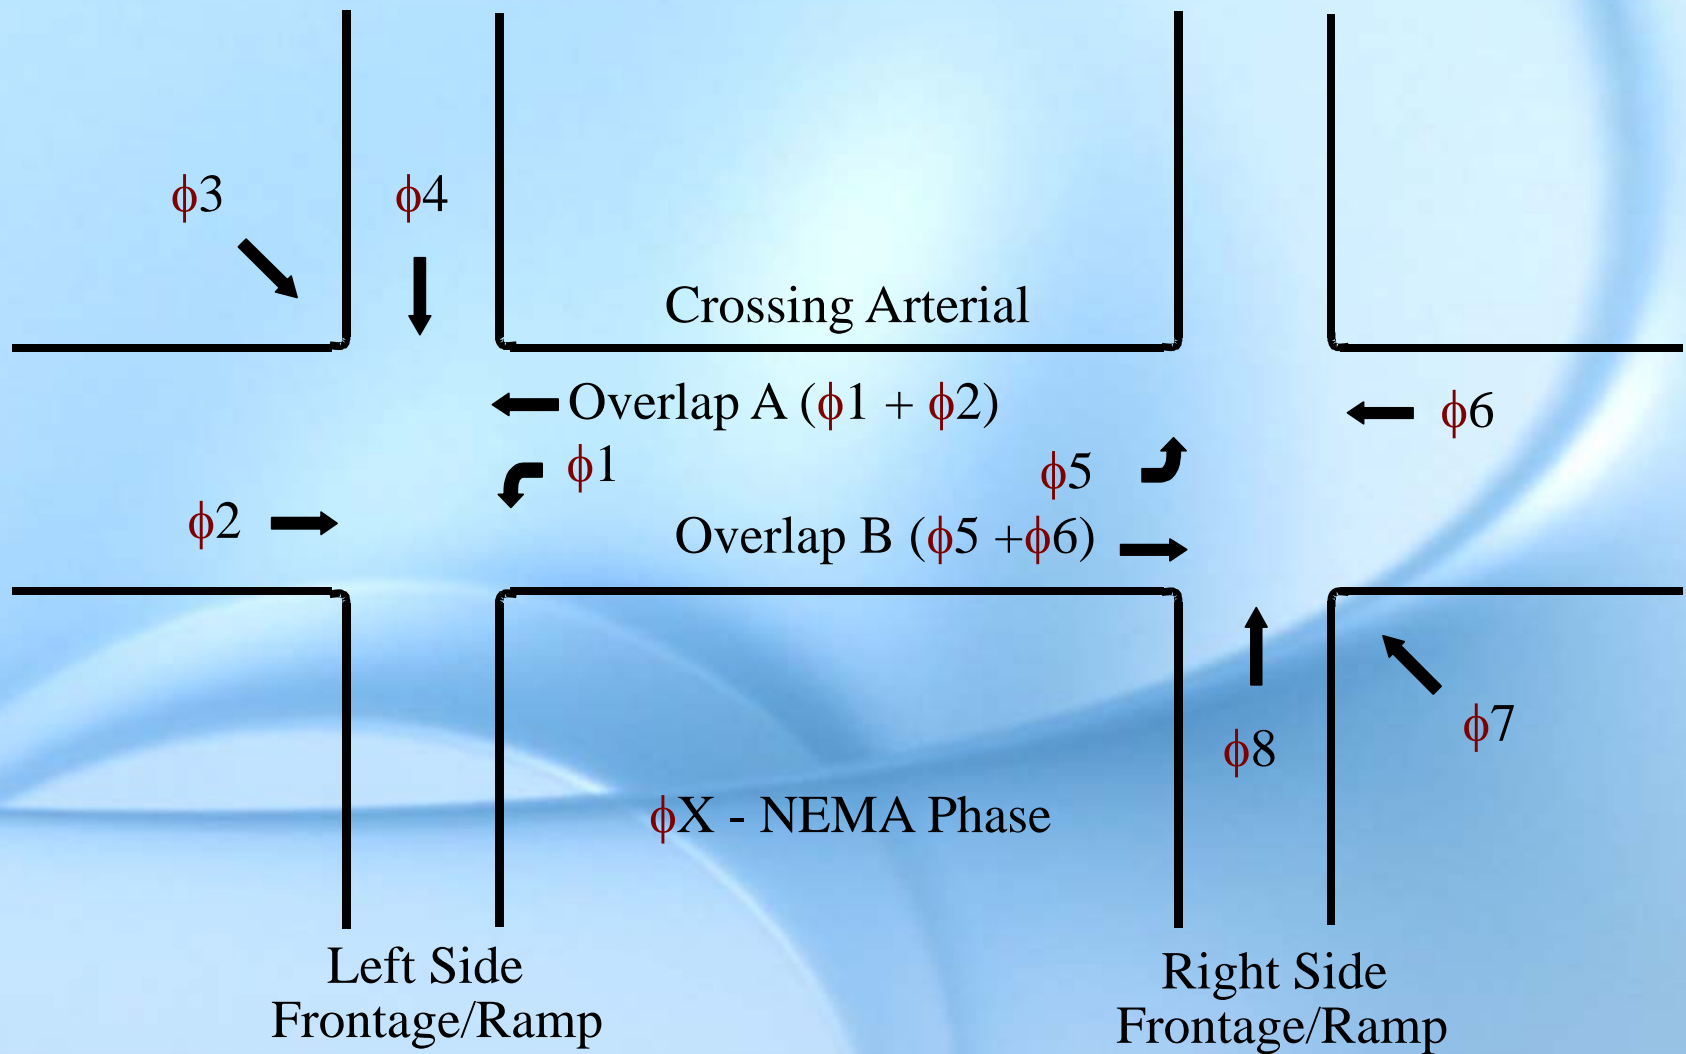 ϕ3
ϕ4
Crossing Arterial
Overlap A (ϕ1 + ϕ2)
ϕ6
ϕ1
ϕ5
ϕ2
Overlap B (ϕ5 +ϕ6)
ϕ7
ϕ8
ϕX - NEMA Phase
Left Side
Frontage/Ramp
Right Side
Frontage/Ramp